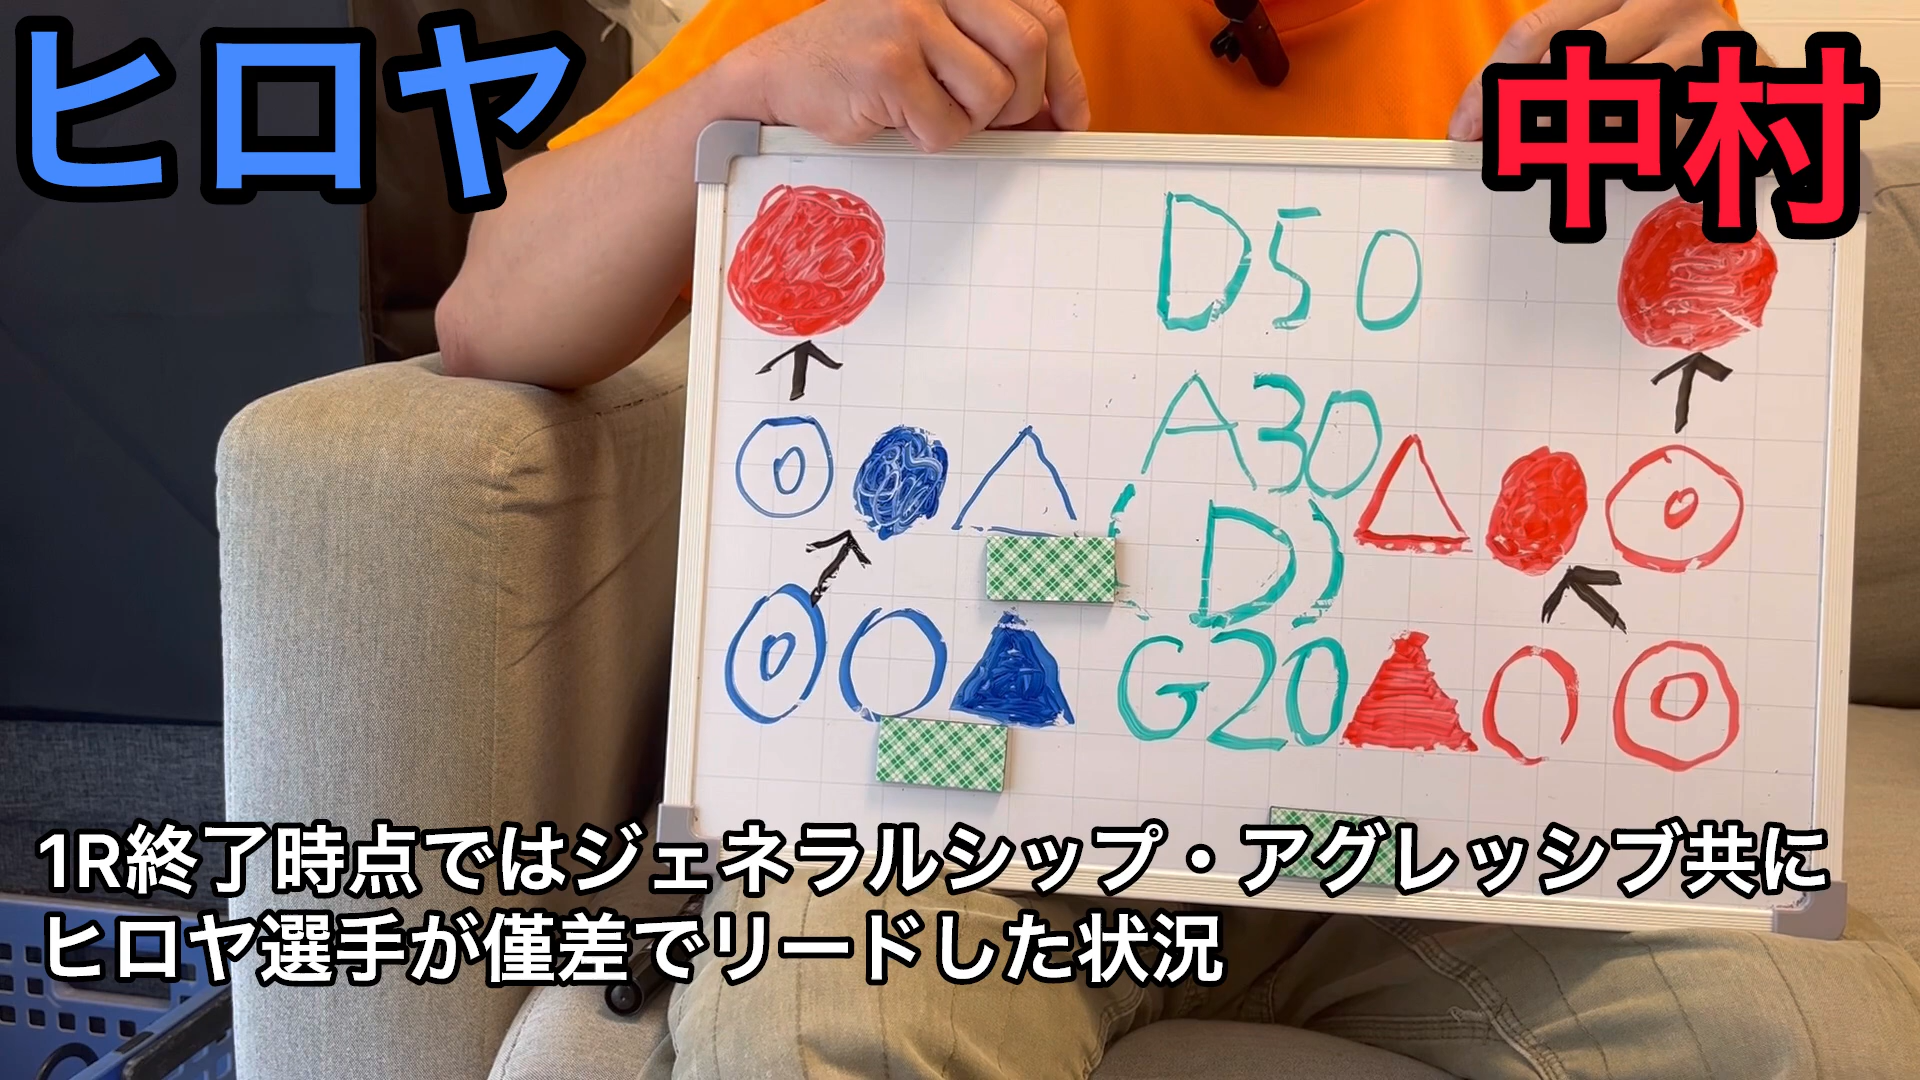 ヒロヤ
中村
D50
A30
(D)
G20
1R終了時点ではジェネラルシップ・アグレッシブ共に
ヒロヤ選手が僅差でリードした状況